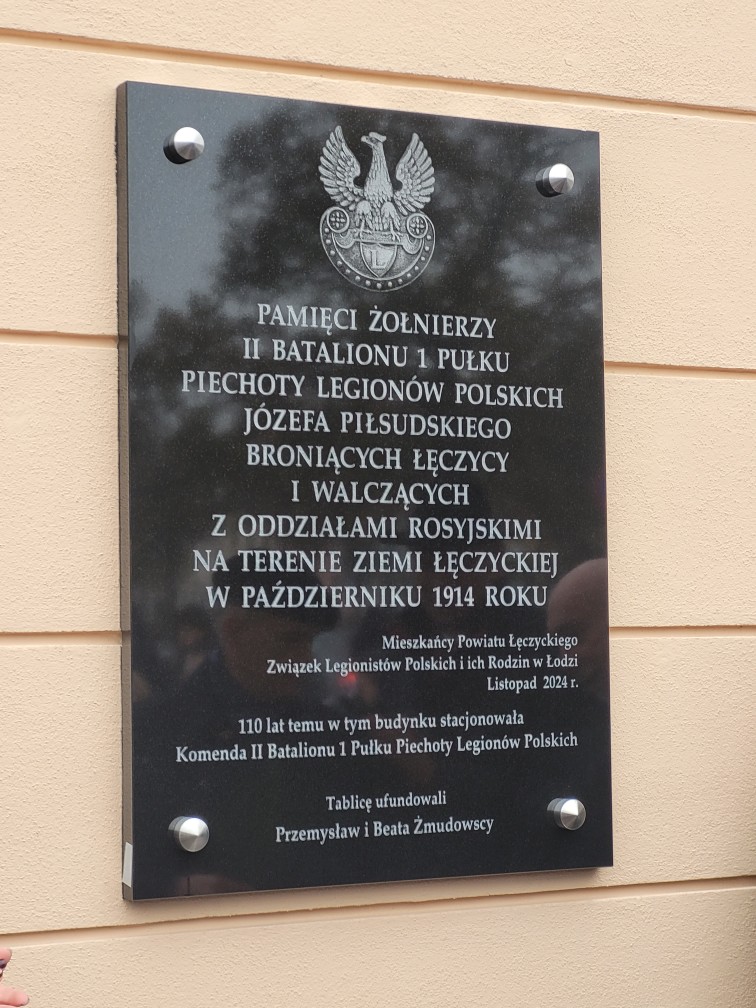 1L
PAMIĘCI ŻOŁNIERZY
II BATALIONU 1 PUŁKU
PIECHOTY LEGIONÓW POLSKICH
JÓZEFA PIŁSUDSKIEGO
BRONIĄCYCH ŁĘCZYCY
I WALCZĄCYCH
Z ODDZIAŁAMI ROSYJSKIMI
NA TERENIE ZIEMI ŁĘCZYCKIEJ
W PAŹDZIERNIKU 1914 ROKU
Mieszkańcy Powiatu Łęczyckiego
Związek Legionistów Polskich i ich Rodzin w Łodzi
Listopad 2024 r.
110 lat temu w tym budynku stacjonowała
Komenda II Batalionu 1 Pułku Piechoty Legionów Polskich
Tablicę ufundowali
Przemysław i Beata Żmudowscy